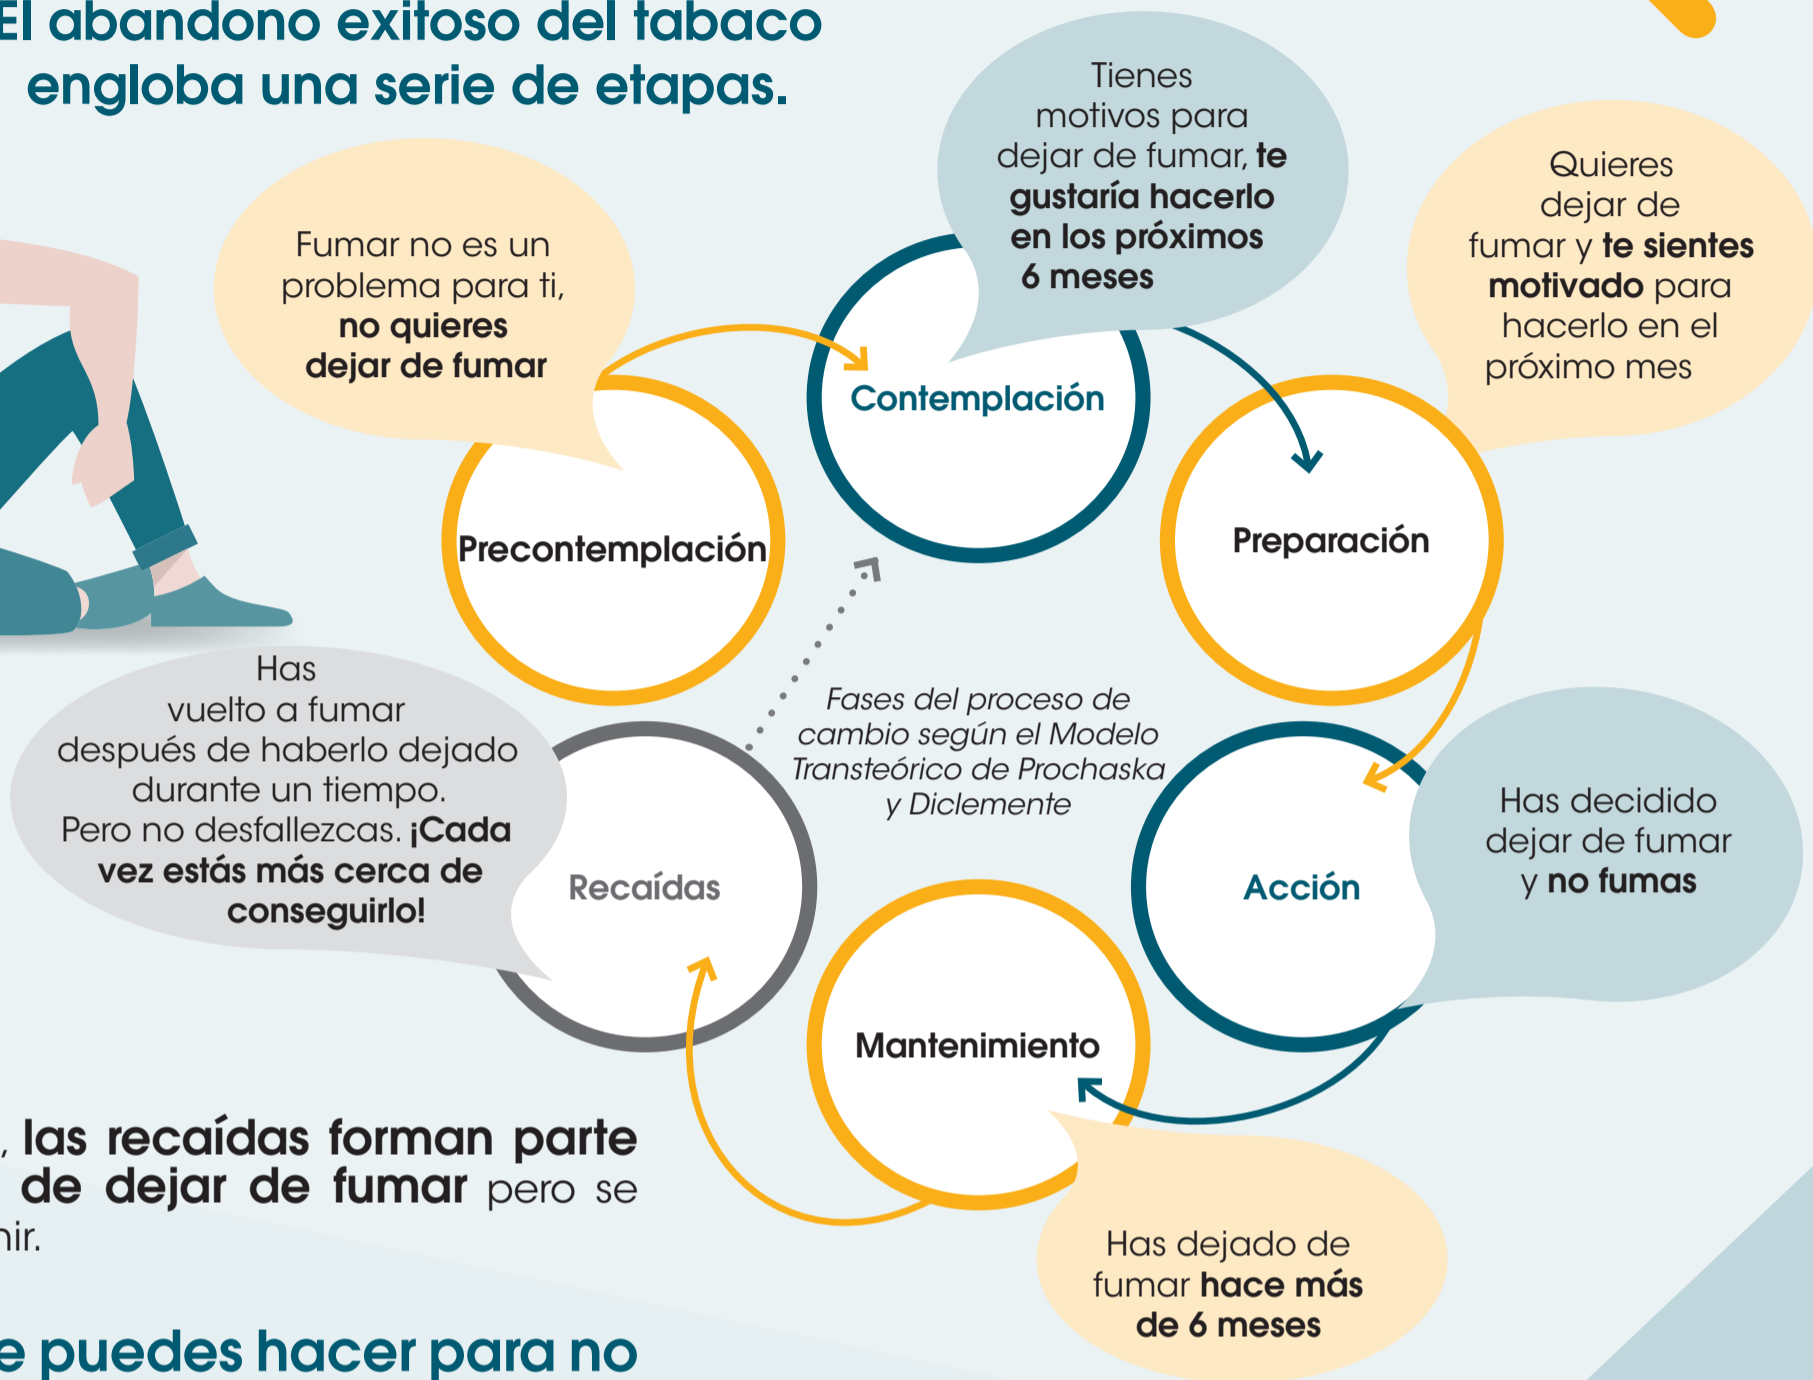 El abandono exitoso del tabaco
engloba una serie de etapas.
Fumar no es un
problema para ti,
no quieres
dejar de fumar
Precontemplación
Tienes
motivos para
dejar de fumar, te
gustaría hacerlo
en los próximos
6 meses
Contemplación
Quieres
dejar de
fumar y te sientes
motivado para
hacerlo en el
próximo mes
Preparación
Has decidido
dejar de fumar
y no fumas
Acción
Has dejado de
fumar hace más
de 6 meses
Mantenimiento
Has
vuelto a fumar
después de haberlo dejado
durante un tiempo.
Pero no desfallezcas. ¡Cada
vez estás más cerca de
conseguirlo!
Recaídas
Fases del proceso de
cambio según el Modelo
Transteórico de Prochaska
y Diclemente
, las recaídas forman parte
de dejar de fumar pero se
nir.
e puedes hacer para no